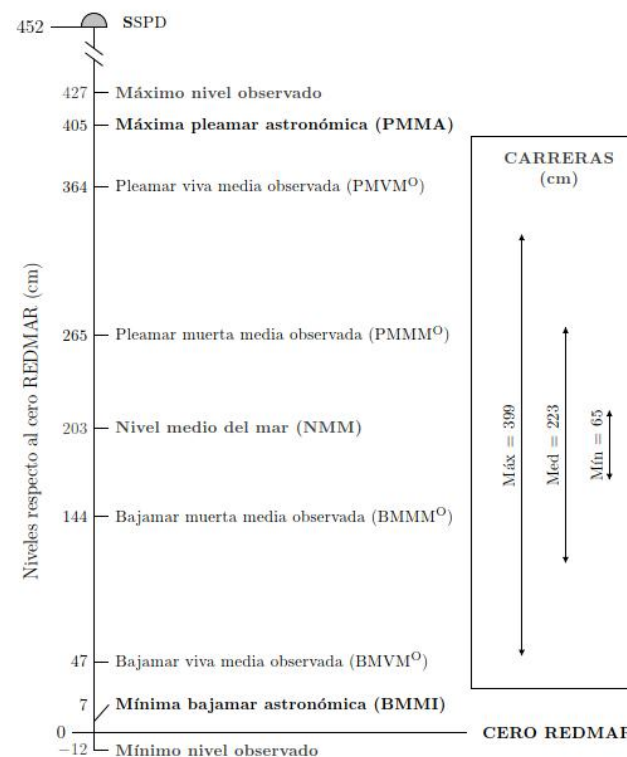 452 SSPD
427 Máximo nivel observado
405 Máxima pleamar astronómica (PMMA)
CARRERAS
(cm)
364 Pleamar viva media observada (PMVMᴼ)
265 Pleamar muerta media observada (PMMMᴼ)
203 Nivel medio del mar (NMM)
144 Bajamar muerta media observada (BMMMᴼ)
47 Bajamar viva media observada (BMVMᴼ)
7 Mínima bajamar astronómica (BMMI)
0 CERO REDMAR
−12 Mínimo nivel observado
Niveles respecto al cero REDMAR (cm)
Máx = 399
Med = 223
Mín = 65